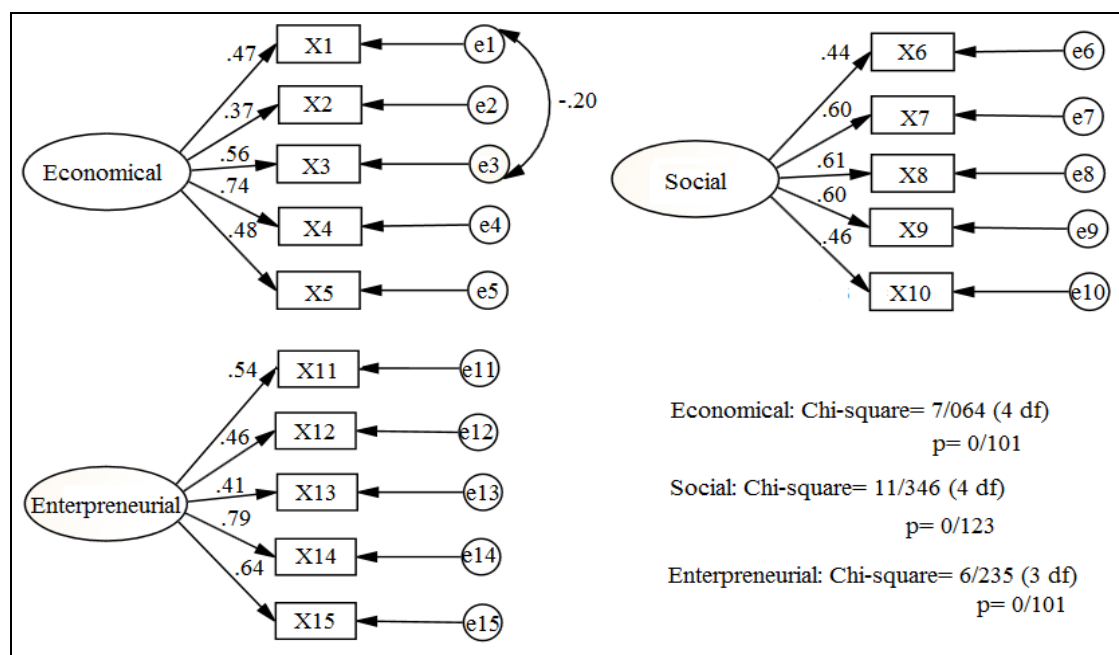 .47 X1 e1
.37 X2 e2
-.20
Economical .56 X3 e3
.74 X4 e4
.48 X5 e5
.44 X6 e6
.60 X7 e7
Social .61 X8 e8
.60 X9 e9
.46 X10 e10
.54 X11 e11
.46 X12 e12
Enterpreneurial .41 X13 e13
.79 X14 e14
.64 X15 e15
Economical: Chi-square= 7/064 (4 df)
p= 0/101
Social: Chi-square= 11/346 (4 df)
p= 0/123
Enterpreneurial: Chi-square= 6/235 (3 df)
p= 0/101